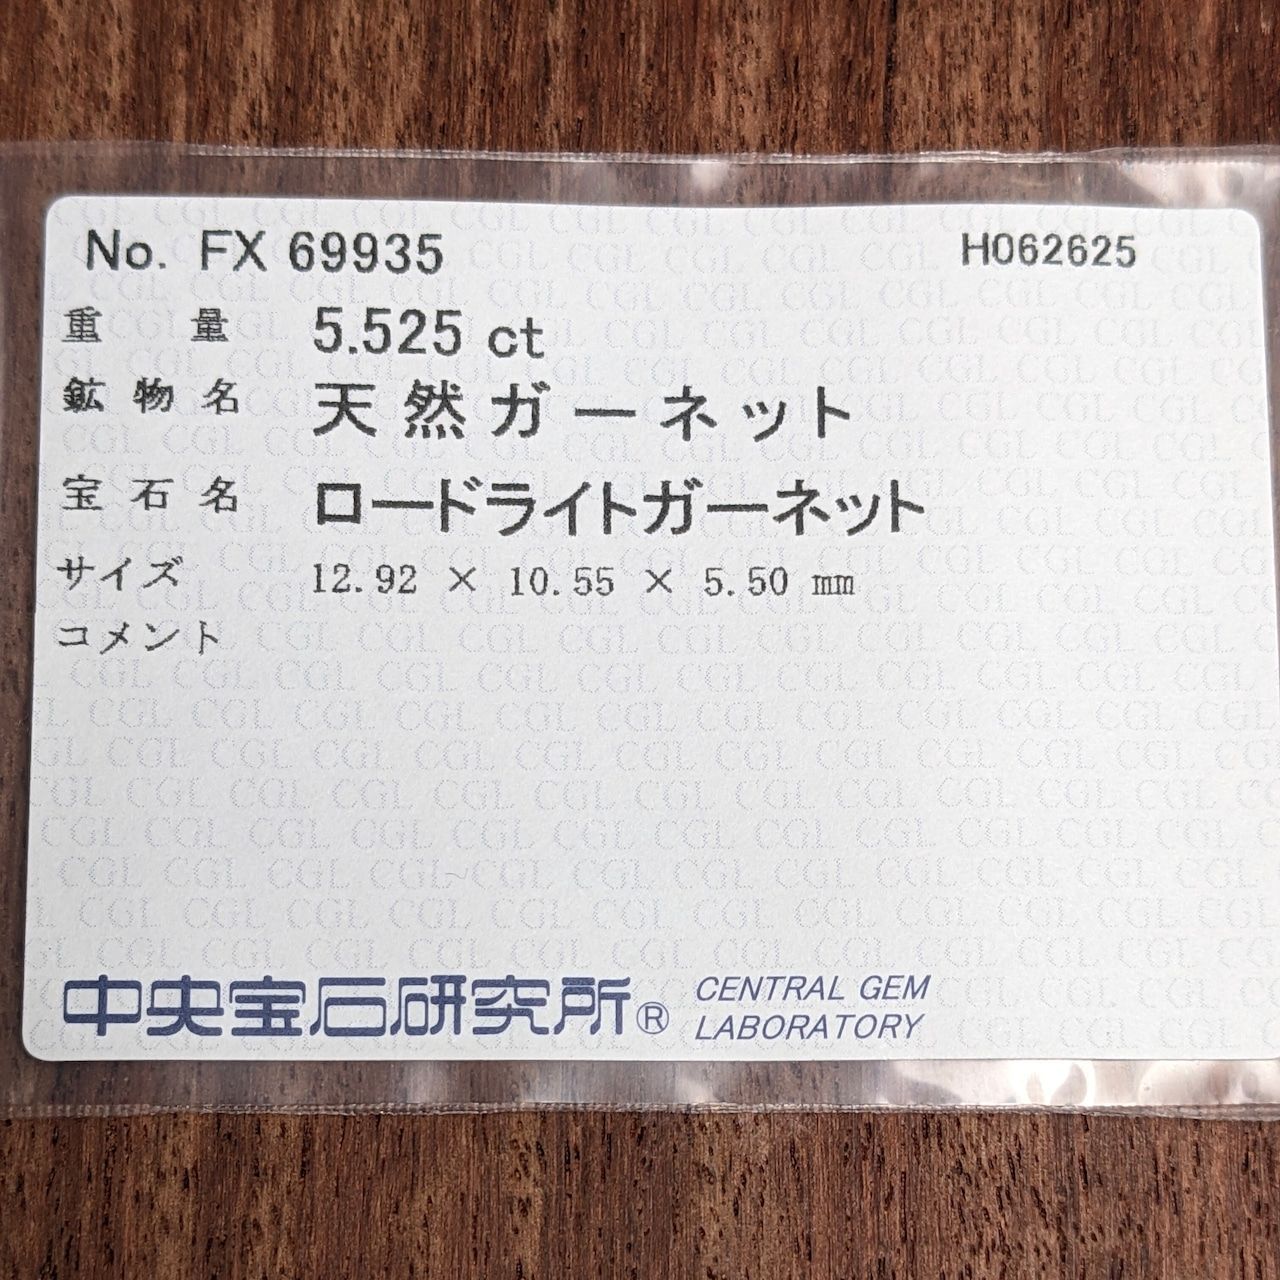 No. FX 69935 H062625
重量 5.525 ct
鉱物名 天然ガーネット
宝石名 ロードライトガーネット
サイズ 12.92 × 10.55 × 5.50 mm
コメント
中央宝石研究所® CENTRAL GEM
LABORATORY